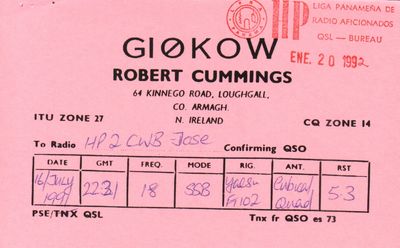 LIGA PANAMEÑA DE
RADIO AFICIONADOS
QSL — BUREAU
ENE. 20 1992
GIØKOW
ROBERT CUMMINGS
64 KINNEGO ROAD, LOUGHGALL,
CO. ARMAGH.
ITU ZONE 27 N. IRELAND CQ ZONE 14
To Radio HP2CWB Jose Confirming QSO
DATE GMT FREQ. MODE RIG. ANT. RST
16/July 1991 2231 18 SSB Yaesu FT102 Cubical Quad 53
PSE/TNX QSL Tnx fr QSO es 73